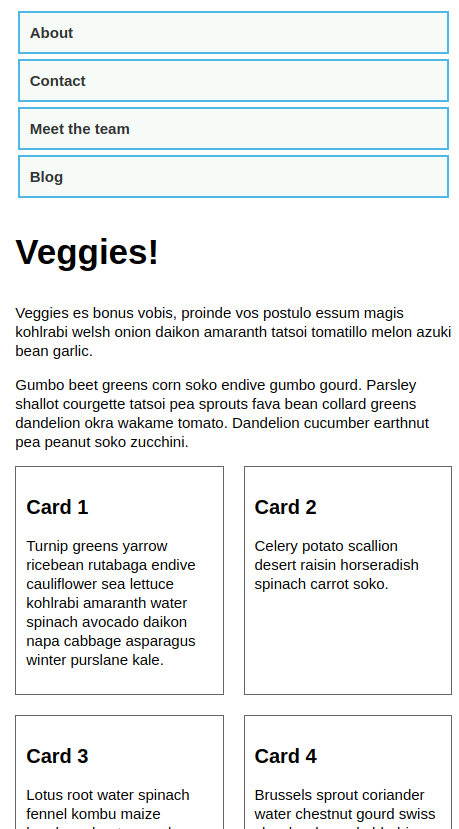 About
Contact
Meet the team
Blog
Veggies!
Veggies es bonus vobis, proinde vos postulo essum magis
kohlrabi welsh onion daikon amaranth tatsoi tomatillo melon azuki
bean garlic.
Gumbo beet greens corn soko endive gumbo gourd. Parsley
shallot courgette tatsoi pea sprouts fava bean collard greens
dandelion okra wakame tomato. Dandelion cucumber earthnut
pea peanut soko zucchini.
Card 1
Turnip greens yarrow
ricebean rutabaga endive
cauliflower sea lettuce
kohlrabi amaranth water
spinach avocado daikon
napa cabbage asparagus
winter purslane kale.
Card 2
Celery potato scallion
desert raisin horseradish
spinach carrot soko.
Card 3
Lotus root water spinach
fennel kombu maize
Card 4
Brussels sprout coriander
water chestnut gourd swiss